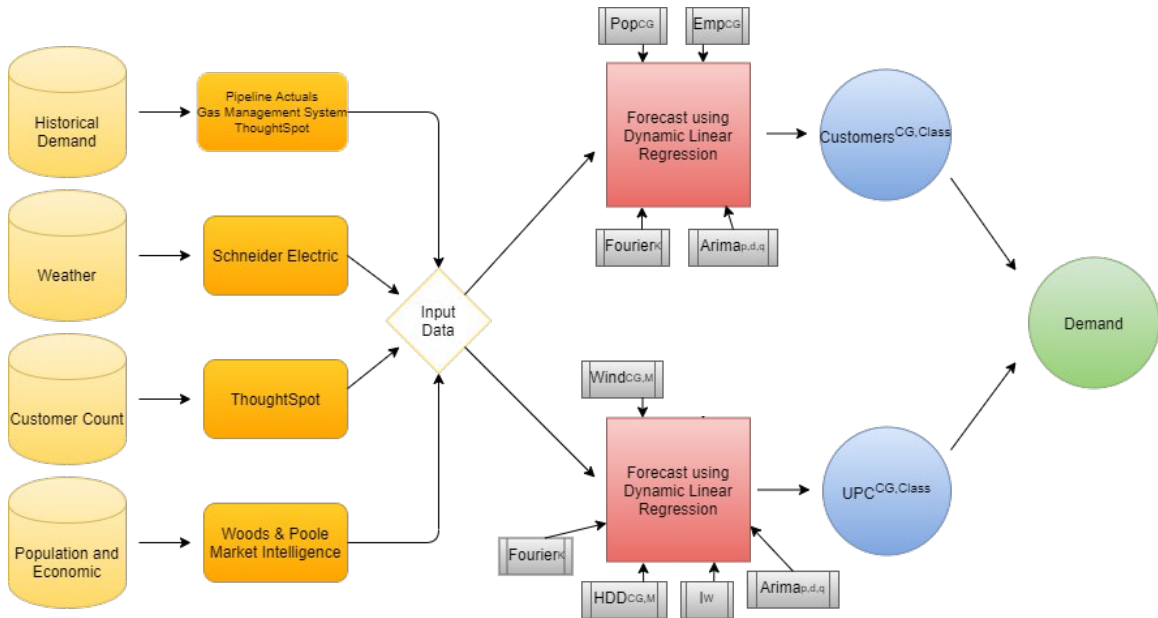 Historical
Demand
Pipeline Actuals
Gas Management System
ThoughtSpot
Weather
Schneider Electric
Customer Count
ThoughtSpot
Population and
Economic
Woods & Poole
Market Intelligence
Input
Data
PopCG
EmpCG
Forecast using
Dynamic Linear
Regression
FourierK
Arimap,d,q
CustomersCG,Class
WindCG,M
Forecast using
Dynamic Linear
Regression
FourierK
HDDCG,M
IW
Arimap,d,q
UPCCG,Class
Demand